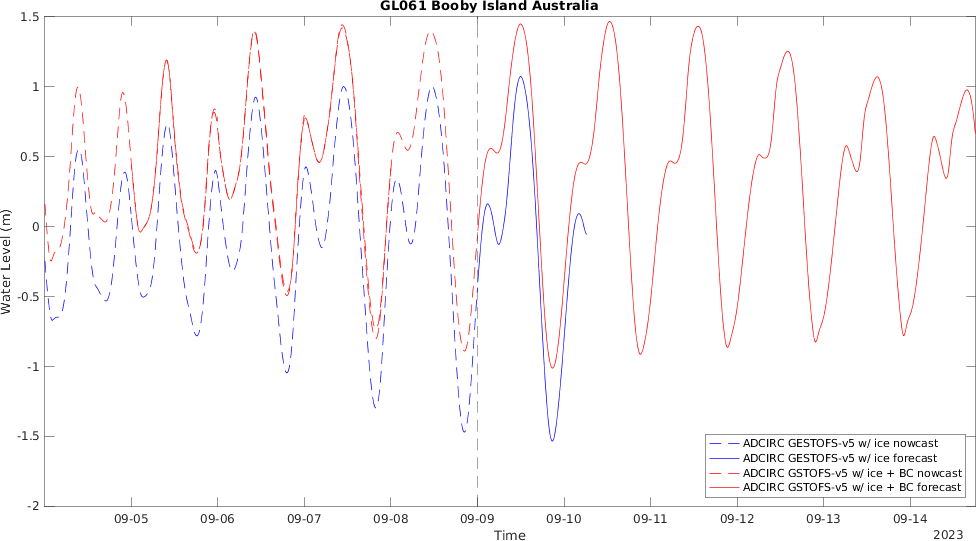 GL061 Booby Island Australia
1.5
1
0.5
0
-0.5
-1
-1.5
-2
Water Level (m)
ADCIRC GESTOFS-v5 w/ ice nowcast
ADCIRC GESTOFS-v5 w/ ice forecast
ADCIRC GSTOFS-v5 w/ ice + BC nowcast
ADCIRC GSTOFS-v5 w/ ice + BC forecast
09-05 09-06 09-07 09-08 09-09 09-10 09-11 09-12 09-13 09-14
Time
2023